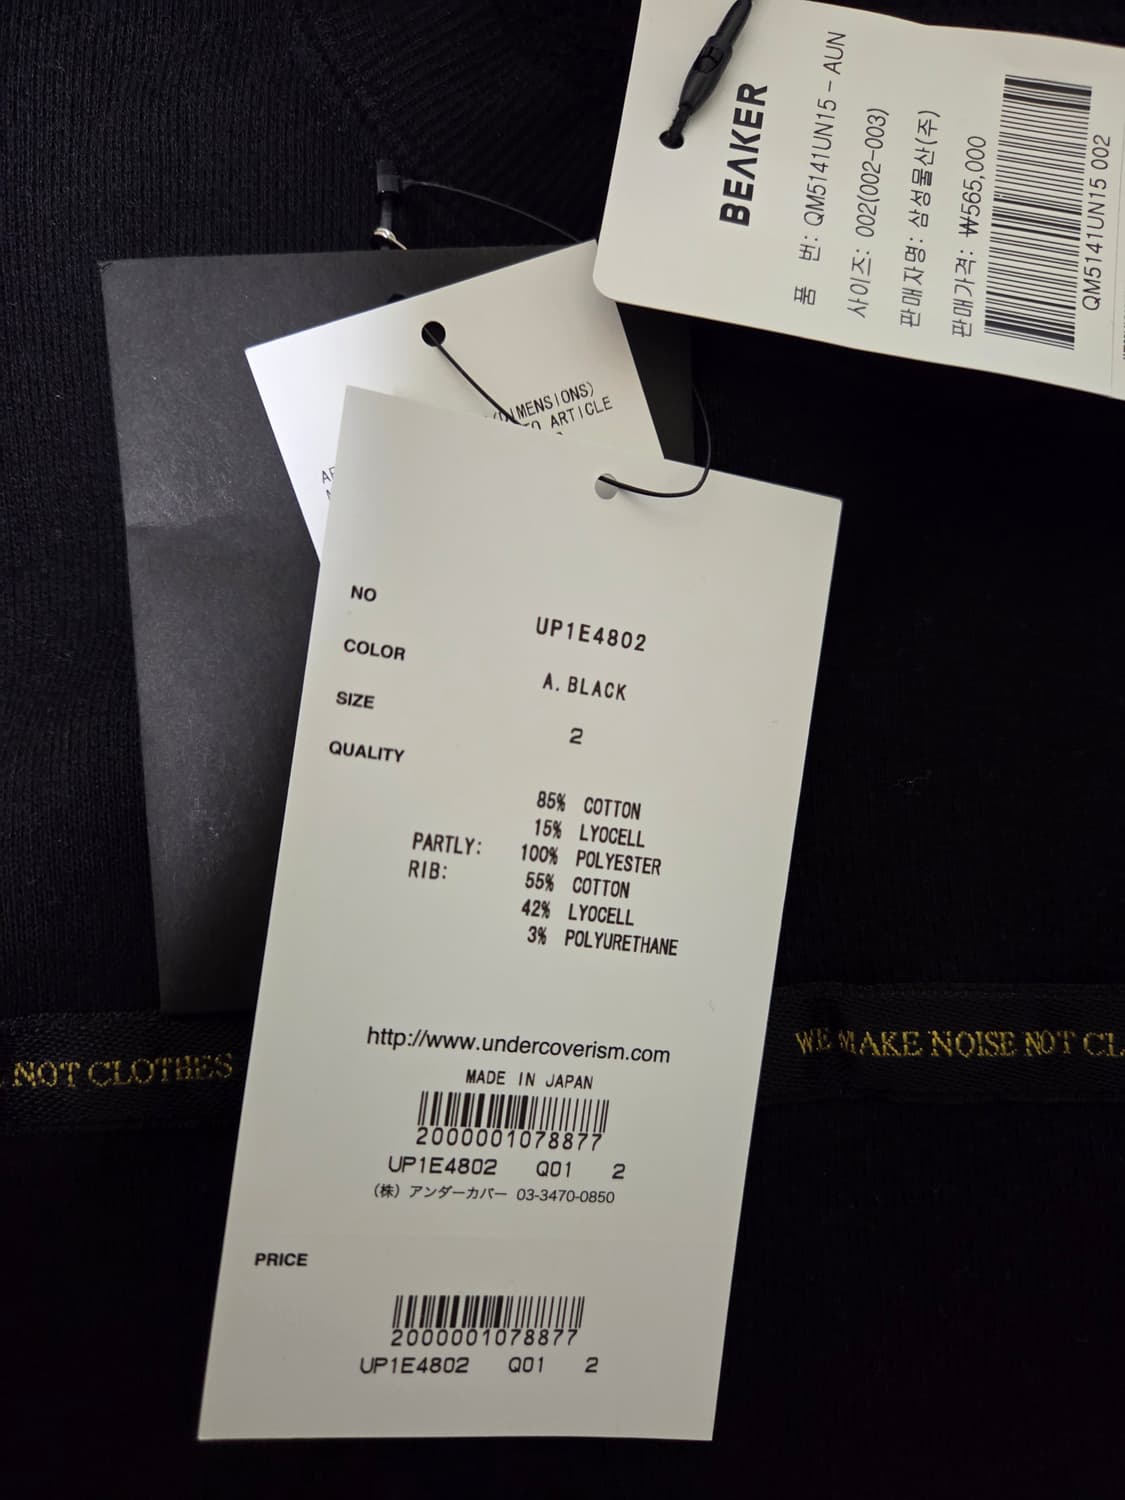 BEAKER
품 번: QM5141UN15 - AUN
사이즈: 002(002-003)
판매자명: 삼성물산(주)
판매가격: ₩565,000
QM5141UN15 002
MENSIONS)
ARTICLE
NO UP1E4802
COLOR A. BLACK
SIZE 2
QUALITY
85% COTTON
15% LYOCELL
PARTLY: 100% POLYESTER
RIB: 55% COTTON
42% LYOCELL
3% POLYURETHANE
http://www.undercoverism.com
MADE IN JAPAN
2000001078877
UP1E4802 Q01 2
(株) アンダーカバー 03-3470-0850
PRICE
2000001078877
UP1E4802 Q01 2
NOT CLOTHES
WE MAKE NOISE NOT CL